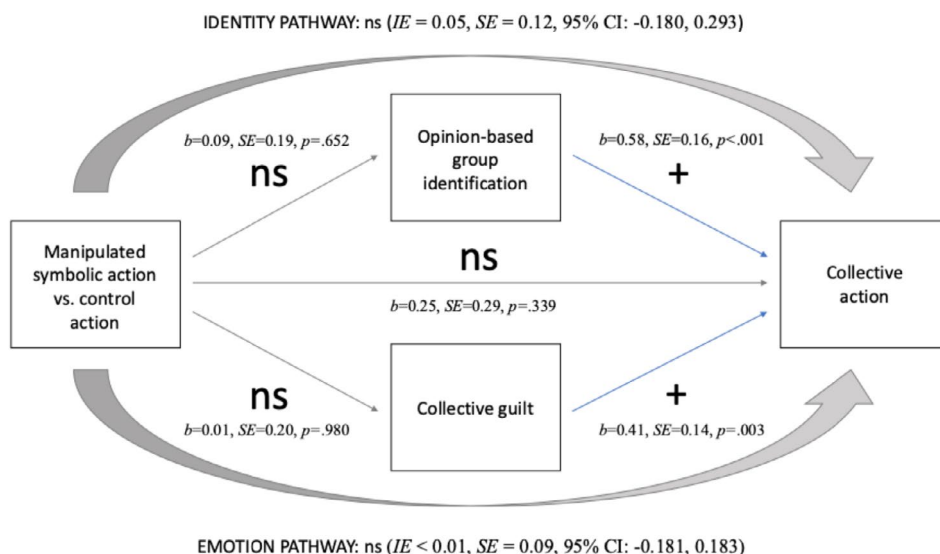 IDENTITY PATHWAY: ns (IE = 0.05, SE = 0.12, 95% CI: -0.180, 0.293)
b=0.09, SE=0.19, p=.652
ns
Opinion-based
group
identification
b=0.58, SE=0.16, p<.001
+
Manipulated
symbolic action
vs. control
action
ns
b=0.25, SE=0.29, p=.339
Collective
action
ns
b=0.01, SE=0.20, p=.980
Collective guilt
+
b=0.41, SE=0.14, p=.003
EMOTION PATHWAY: ns (IE < 0.01, SE = 0.09, 95% CI: -0.181, 0.183)